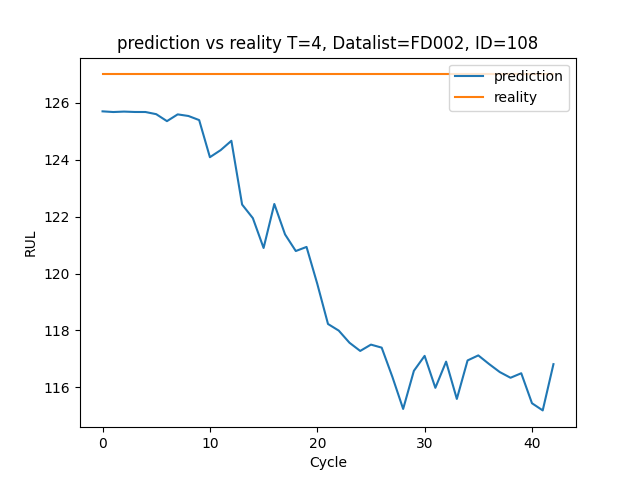 prediction vs reality T=4, Datalist=FD002, ID=108
prediction
reality
126
124
122
120
118
116
RUL
0 10 20 30 40
Cycle